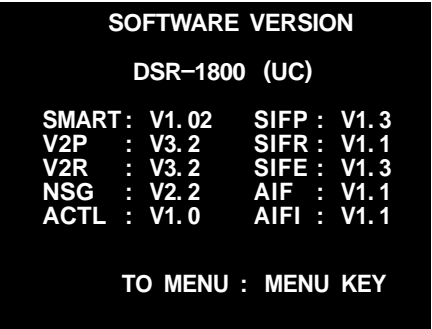 SOFTWARE VERSION
DSR-1800 (UC)
SMART: V1.02 SIFP : V1.3
V2P : V3.2 SIFR : V1.1
V2R : V3.2 SIFE : V1.3
NSG : V2.2 AIF : V1.1
ACTL : V1.0 AIFI : V1.1
TO MENU : MENU KEY